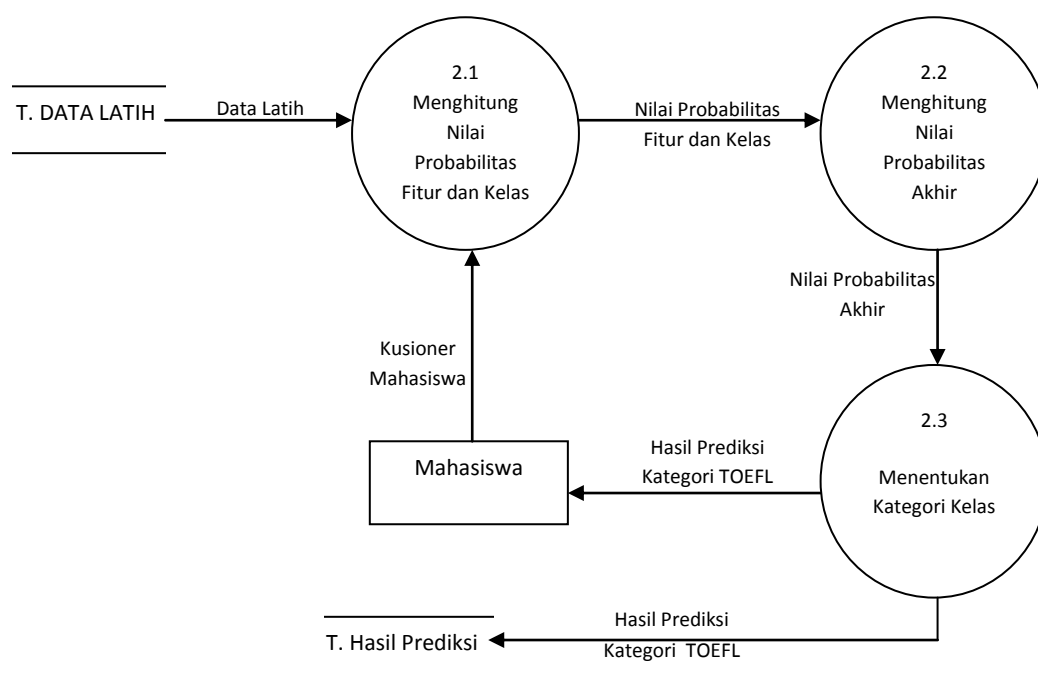 T. DATA LATIH
Data Latih
2.1
Menghitung
Nilai
Probabilitas
Fitur dan Kelas
Nilai Probabilitas
Fitur dan Kelas
2.2
Menghitung
Nilai
Probabilitas
Akhir
Nilai Probabilitas
Akhir
Kusioner
Mahasiswa
Mahasiswa
Hasil Prediksi
Kategori TOEFL
2.3
Menentukan
Kategori Kelas
T. Hasil Prediksi
Hasil Prediksi
Kategori TOEFL